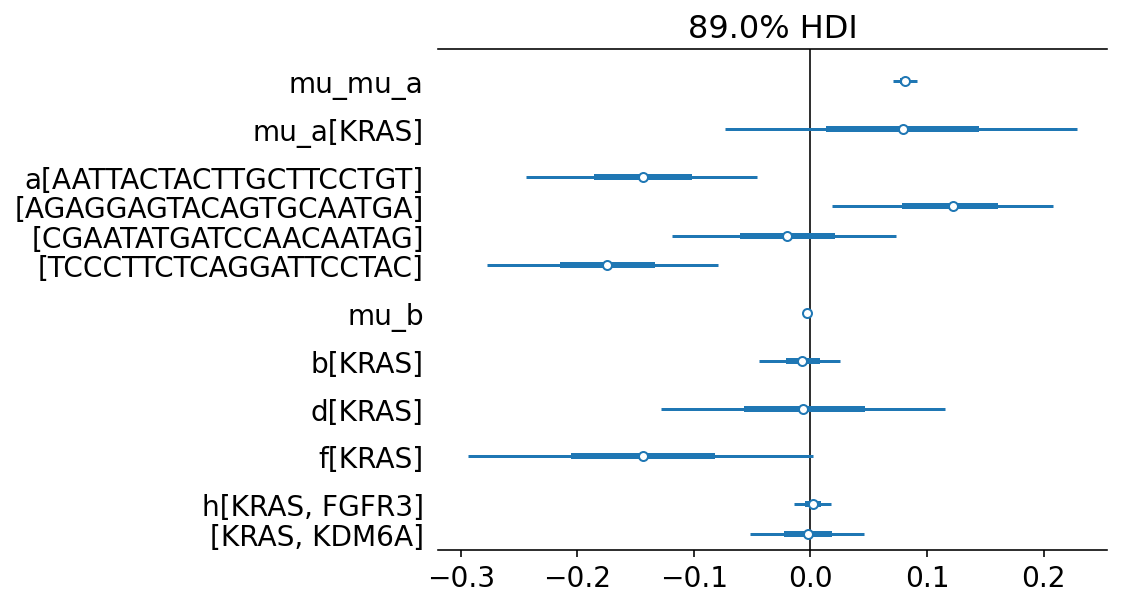 89.0% HDI
mu_mu_a
mu_a[KRAS]
a[AATTACTACTTGCTTCCTGT]
[AGAGGAGTACAGTGCAATGA]
[CGAATATGATCCAACAATAG]
[TCCCTTCTCAGGATTCCTAC]
mu_b
b[KRAS]
d[KRAS]
f[KRAS]
h[KRAS, FGFR3]
[KRAS, KDM6A]
−0.3 −0.2 −0.1 0.0 0.1 0.2